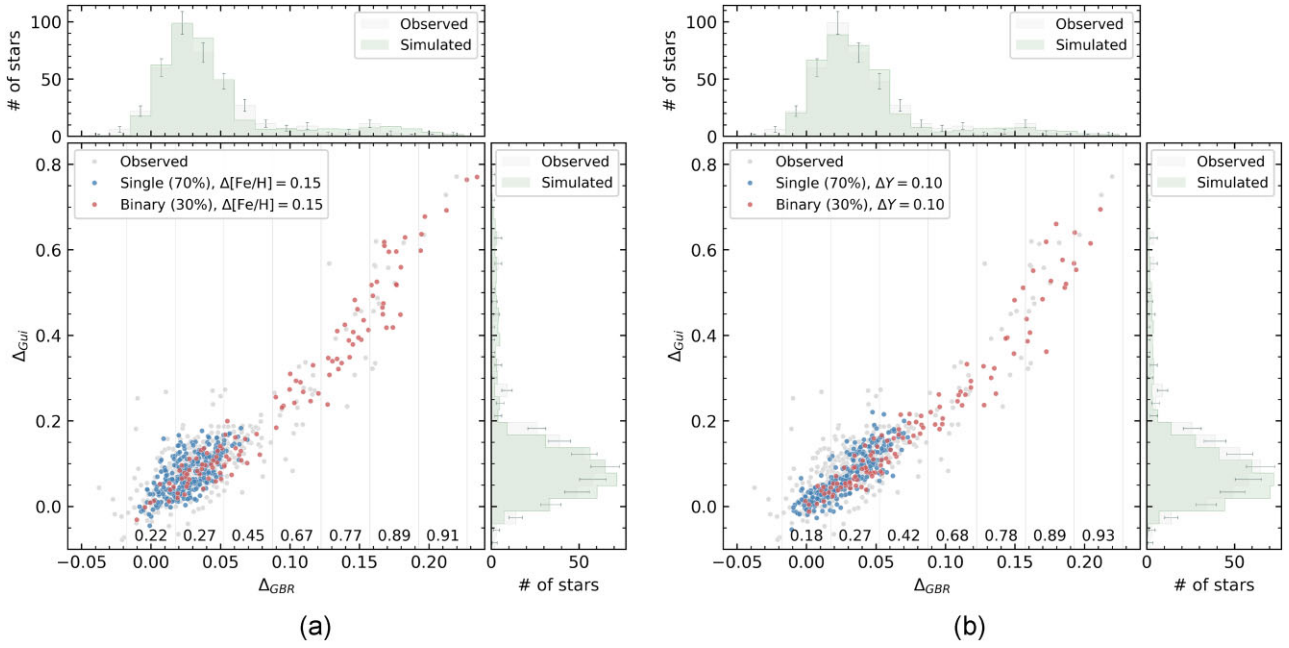 # of stars
100
50
0
Observed
Simulated
# of stars
100
50
0
Observed
Simulated
Δ_Gui
0.8
0.6
0.4
0.2
0.0
Observed
Single (70%), Δ[Fe/H] = 0.15
Binary (30%), Δ[Fe/H] = 0.15
0.22 0.27 0.45 0.67 0.77 0.89 0.91
−0.05 0.00 0.05 0.10 0.15 0.20
Δ_GBR
Observed
Simulated
0 50
# of stars
(a)
Δ_Gui
0.8
0.6
0.4
0.2
0.0
Observed
Single (70%), ΔY = 0.10
Binary (30%), ΔY = 0.10
0.18 0.27 0.42 0.68 0.78 0.89 0.93
−0.05 0.00 0.05 0.10 0.15 0.20
Δ_GBR
Observed
Simulated
0 50
# of stars
(b)